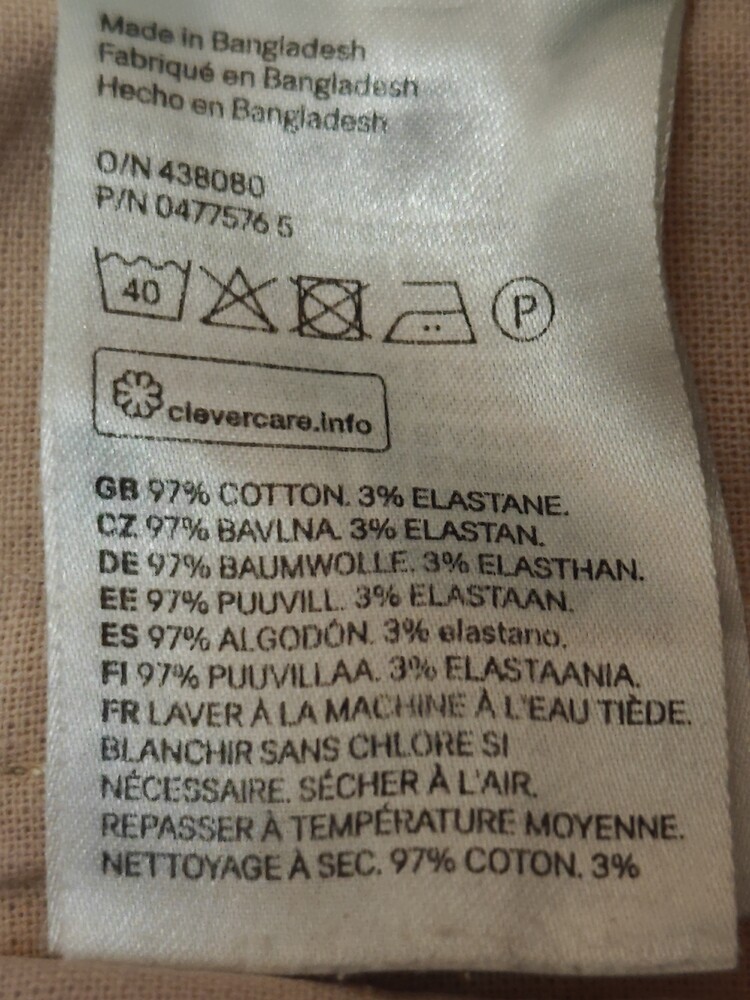 Made in Bangladesh
Fabriqué en Bangladesh
Hecho en Bangladesh
O/N 438080
P/N 0477576 5
40
P
clevercare.info
GB 97% COTTON. 3% ELASTANE.
CZ 97% BAVLNA. 3% ELASTAN.
DE 97% BAUMWOLLE. 3% ELASTHAN.
EE 97% PUUVILL. 3% ELASTAAN.
ES 97% ALGODÓN. 3% elastano.
FI 97% PUUVILLAA. 3% ELASTAANIA.
FR LAVER À LA MACHINE À L'EAU TIÈDE.
BLANCHIR SANS CHLORE SI
NÉCESSAIRE. SÉCHER À L'AIR.
REPASSER À TEMPÉRATURE MOYENNE.
NETTOYAGE À SEC. 97% COTON. 3%